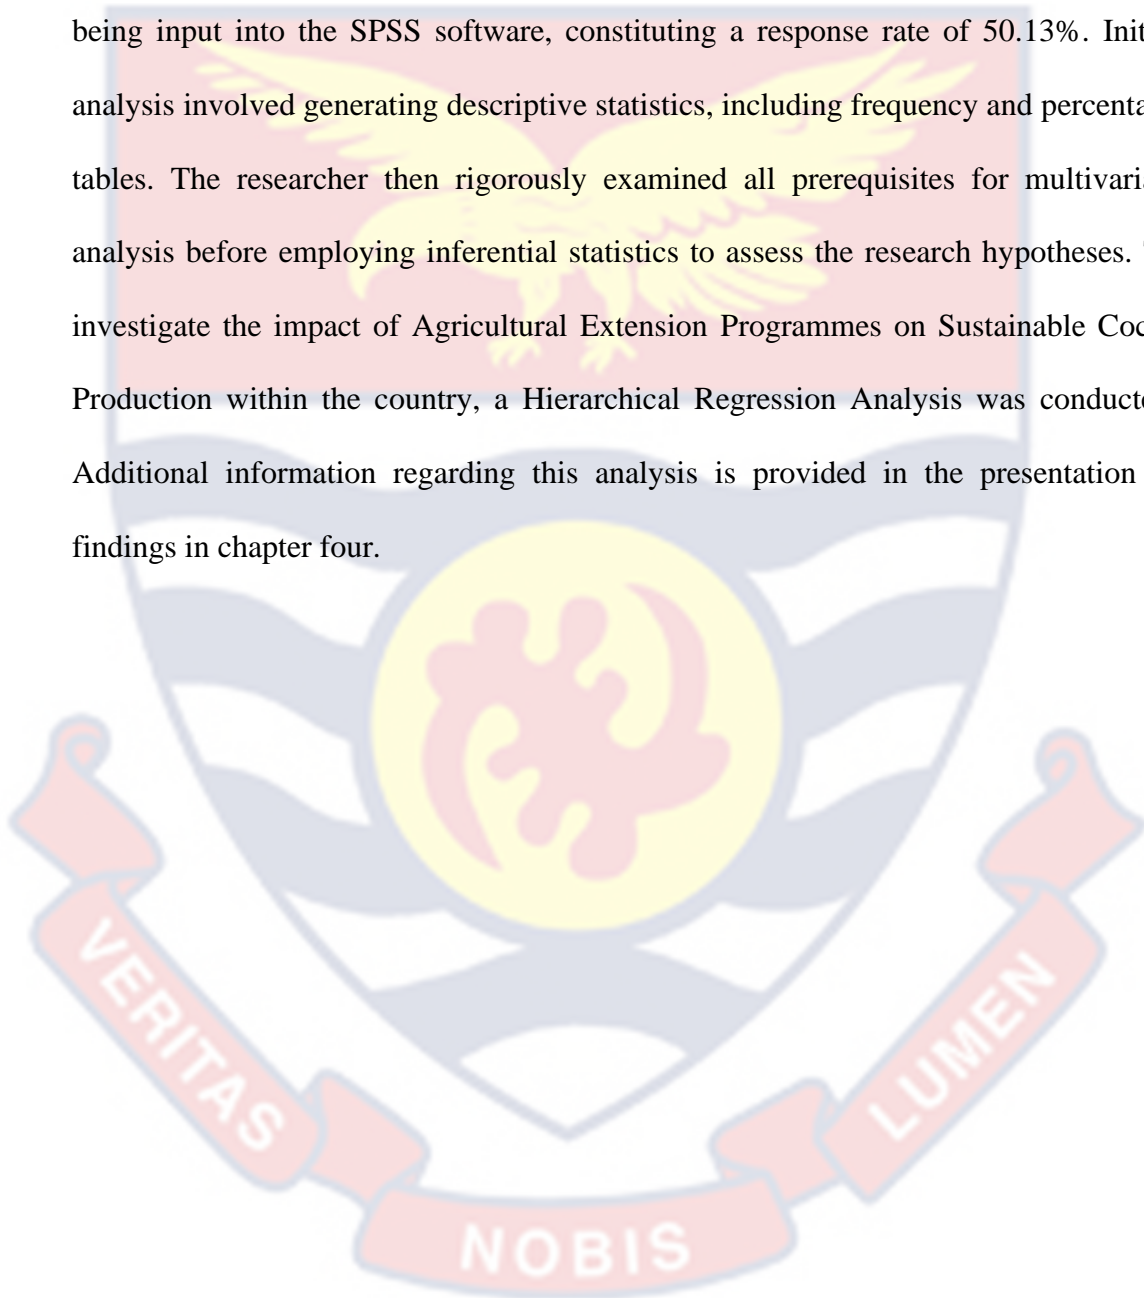 being input into the SPSS software, constituting a response rate of 50.13%. Init
analysis involved generating descriptive statistics, including frequency and percenta
tables. The researcher then rigorously examined all prerequisites for multivaria
analysis before employing inferential statistics to assess the research hypotheses.
investigate the impact of Agricultural Extension Programmes on Sustainable Coc
Production within the country, a Hierarchical Regression Analysis was conducte
Additional information regarding this analysis is provided in the presentation
findings in chapter four.
VERITAS
NOBIS
LUMEN